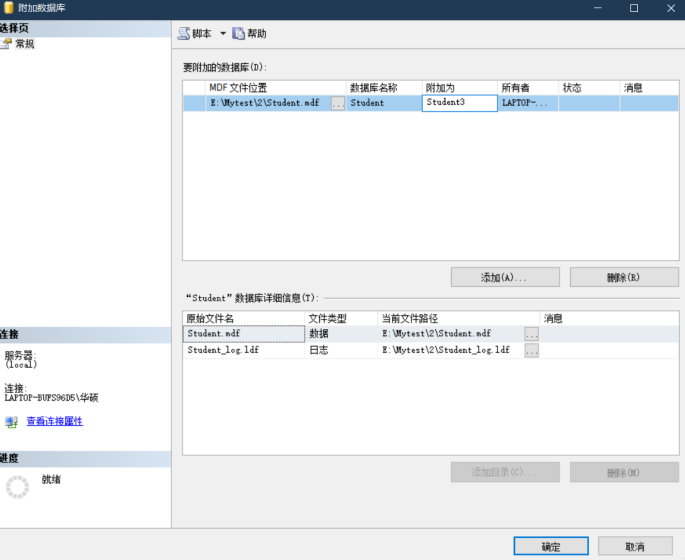 附加数据库
选择页
常规
脚本 帮助
要附加的数据库(D):
MDF 文件位置 数据库名称 附加为 所有者 状态 消息
E:\Mytest\2\Student.mdf ... Student Student3 LAPTOP-...
添加(A)... 删除(R)
“Student”数据库详细信息(T):
原始文件名 文件类型 当前文件路径 消息
Student.mdf 数据 E:\Mytest\2\Student.mdf ...
Student_log.ldf 日志 E:\Mytest\2\Student_log.ldf ...
连接
服务器:
(local)
连接:
LAPTOP-BUFS96D5\华硕
查看连接属性
进度
就绪
添加目录(C)... 删除(M)
确定 取消